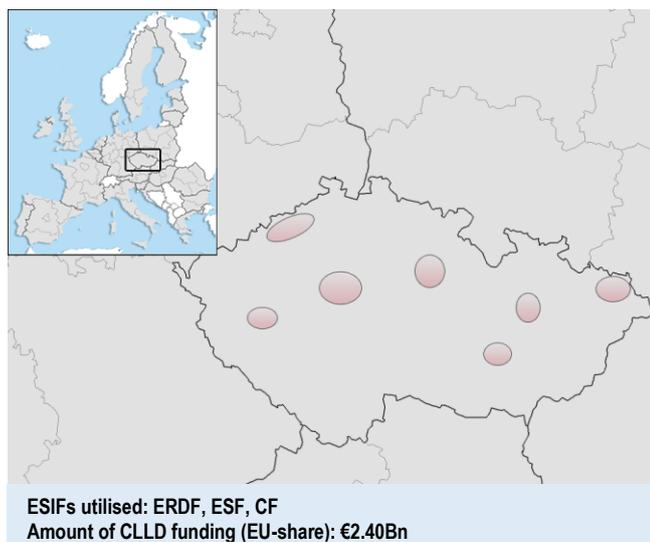 ESIFs utilised: ERDF, ESF, CF
Amount of CLLD funding (EU-share): €2.40Bn